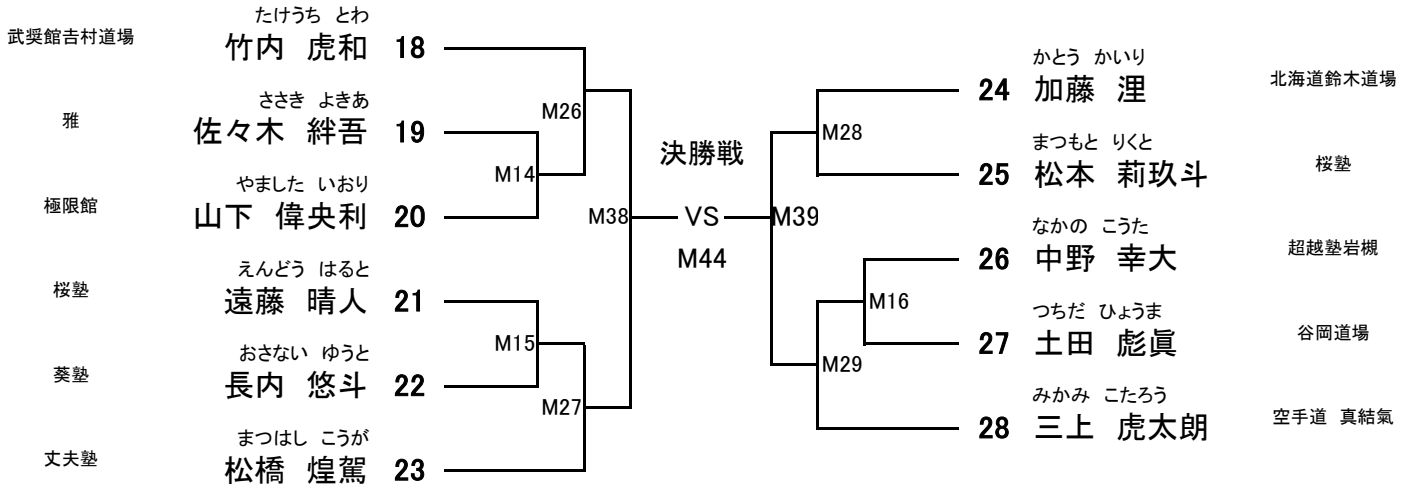 たけうち とわ
武奨館吉村道場 竹内 虎和 18
ささき よきあ
雅 佐々木 絆吾 19
やました いおり
極限館 山下 偉央利 20
えんどう はると
桜塾 遠藤 晴人 21
おさない ゆうと
葵塾 長内 悠斗 22
まつはし こうが
丈夫塾 松橋 煌駕 23
M14
M15
M26
M27
M38
決勝戦
VS
M44
M39
M28
M29
M16
かとう かいり
24 加藤 浬 北海道鈴木道場
まつもと りくと
25 松本 莉玖斗 桜塾
なかの こうた
26 中野 幸大 超越塾岩槻
つちだ ひょうま
27 土田 彪眞 谷岡道場
みかみ こたろう
28 三上 虎太朗 空手道 真結氣